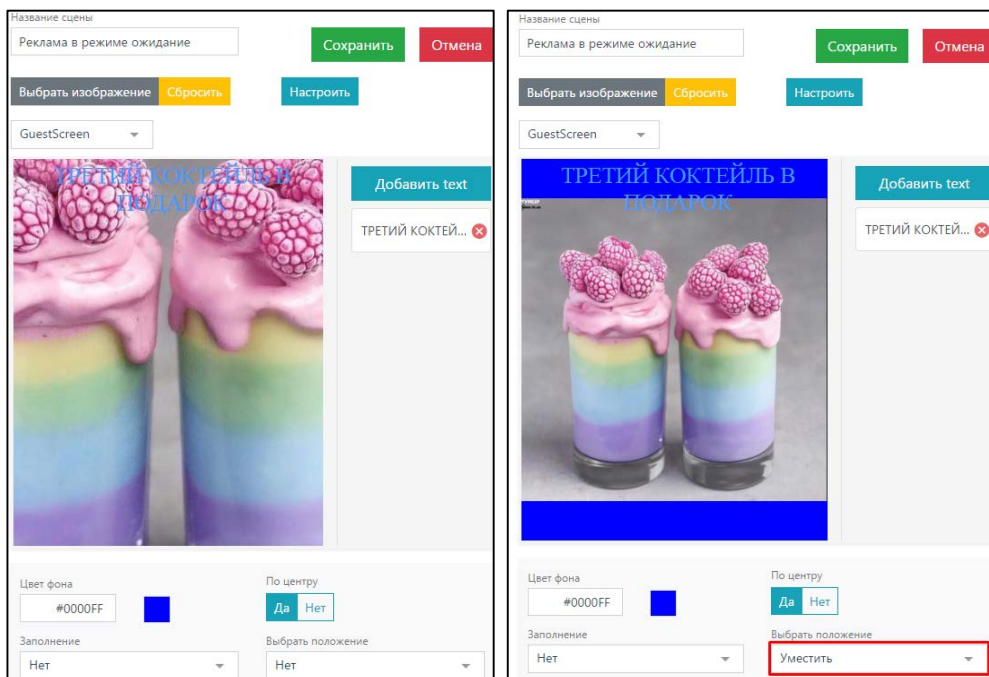 Название сцены
Реклама в режиме ожидание
Сохранить
Отмена
Выбрать изображение
Сбросить
Настроить
GuestScreen
ТРЕТИЙ КОКТЕЙЛЬ В
ПОДАРОК
Добавить text
ТРЕТИЙ КОКТЕЙ...
Цвет фона
#0000FF
По центру
Да Нет
Заполнение
Нет
Выбрать положение
Нет
Название сцены
Реклама в режиме ожидание
Сохранить
Отмена
Выбрать изображение
Сбросить
Настроить
GuestScreen
ТРЕТИЙ КОКТЕЙЛЬ В
ПОДАРОК
Добавить text
ТРЕТИЙ КОКТЕЙ...
Цвет фона
#0000FF
По центру
Да Нет
Заполнение
Нет
Выбрать положение
Уместить